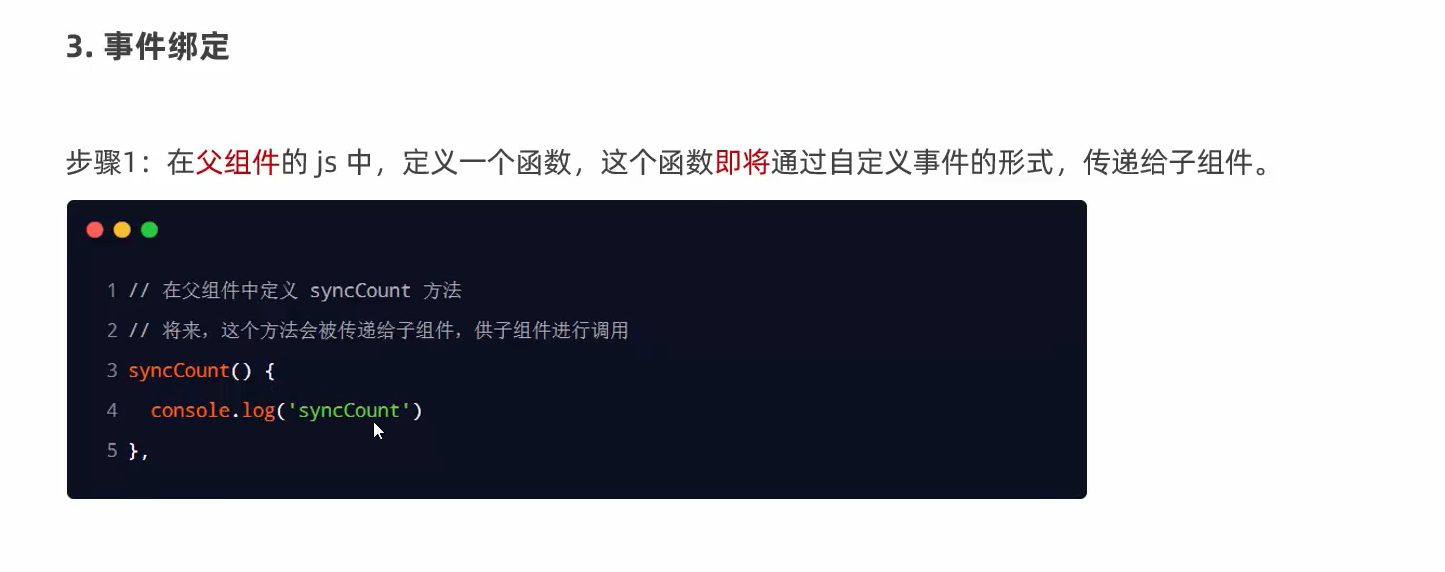 3. 事件绑定
步骤1：在父组件的 js 中，定义一个函数，这个函数即将通过自定义事件的形式，传递给子组件。
1 // 在父组件中定义 syncCount 方法
2 // 将来，这个方法会被传递给子组件，供子组件进行调用
3 syncCount() {
4   console.log('syncCount')
5 },